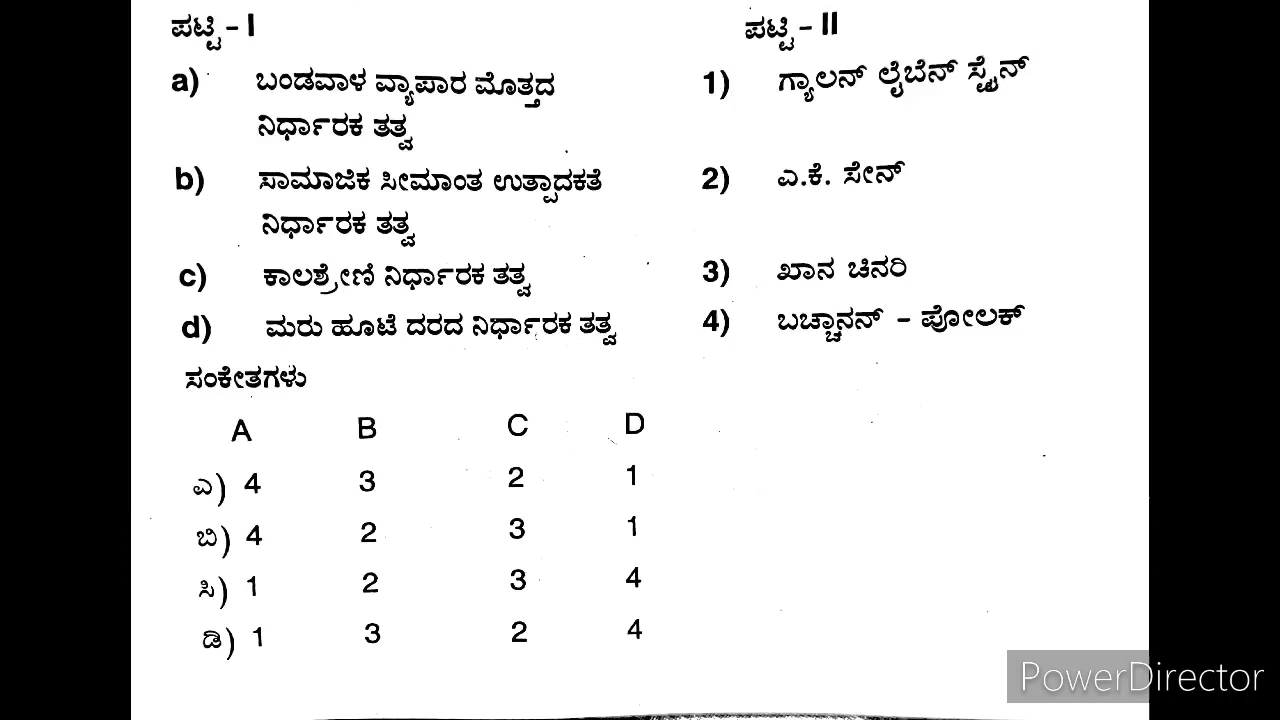 ಪಟ್ಟಿ – I ಪಟ್ಟಿ – II
a) ಬಂಡವಾಳ ವ್ಯಾಪಾರ ಮೊತ್ತದ 1) ಗ್ಯಾಲನ್ ಲೈಬೆನ್ ಸ್ಟೈನ್
ನಿರ್ಧಾರಕ ತತ್ವ
b) ಸಾಮಾಜಿಕ ಸೀಮಾಂತ ಉತ್ಪಾದಕತೆ 2) ಎ.ಕೆ. ಸೇನ್
ನಿರ್ಧಾರಕ ತತ್ವ
c) ಕಾಲಶ್ರೇಣಿ ನಿರ್ಧಾರಕ ತತ್ವ 3) ಖಾನ ಚಿನರಿ
d) ಮರು ಹೂಟೆ ದರದ ನಿರ್ಧಾರಕ ತತ್ವ 4) ಬಚ್ಚಾನನ್ – ಪೋಲಕ್
ಸಂಕೇತಗಳು
A B C D
ಎ) 4 3 2 1
ಬಿ) 4 2 3 1
ಸಿ) 1 2 3 4
ಡಿ) 1 3 2 4
PowerDirector